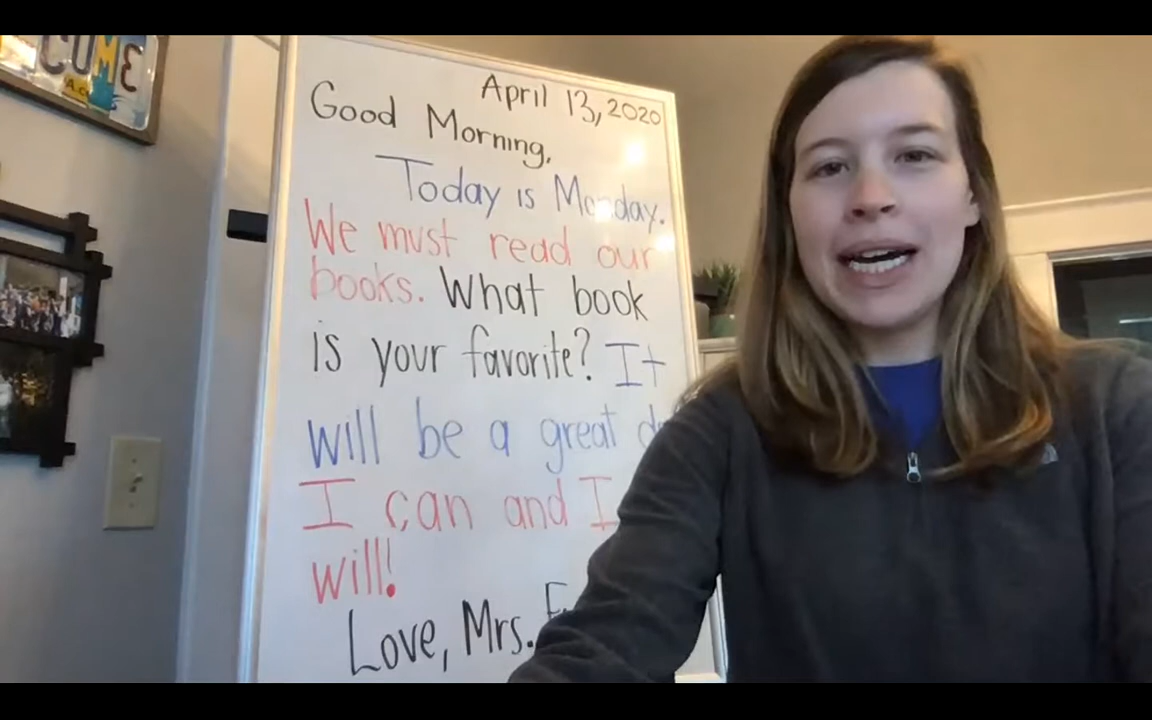 COME
April 13, 2020
Good Morning,
Today is Monday.
We must read our
books. What book
is your favorite? It
will be a great
I can and I
will!
Love, Mrs.